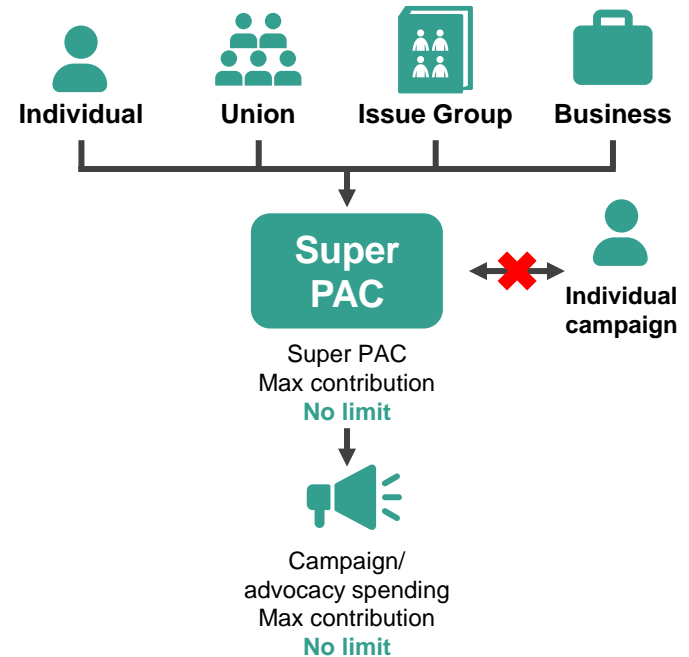 Individual
Union
Issue Group
Business
Super
PAC
Individual
campaign
Super PAC
Max contribution
No limit
Campaign/
advocacy spending
Max contribution
No limit